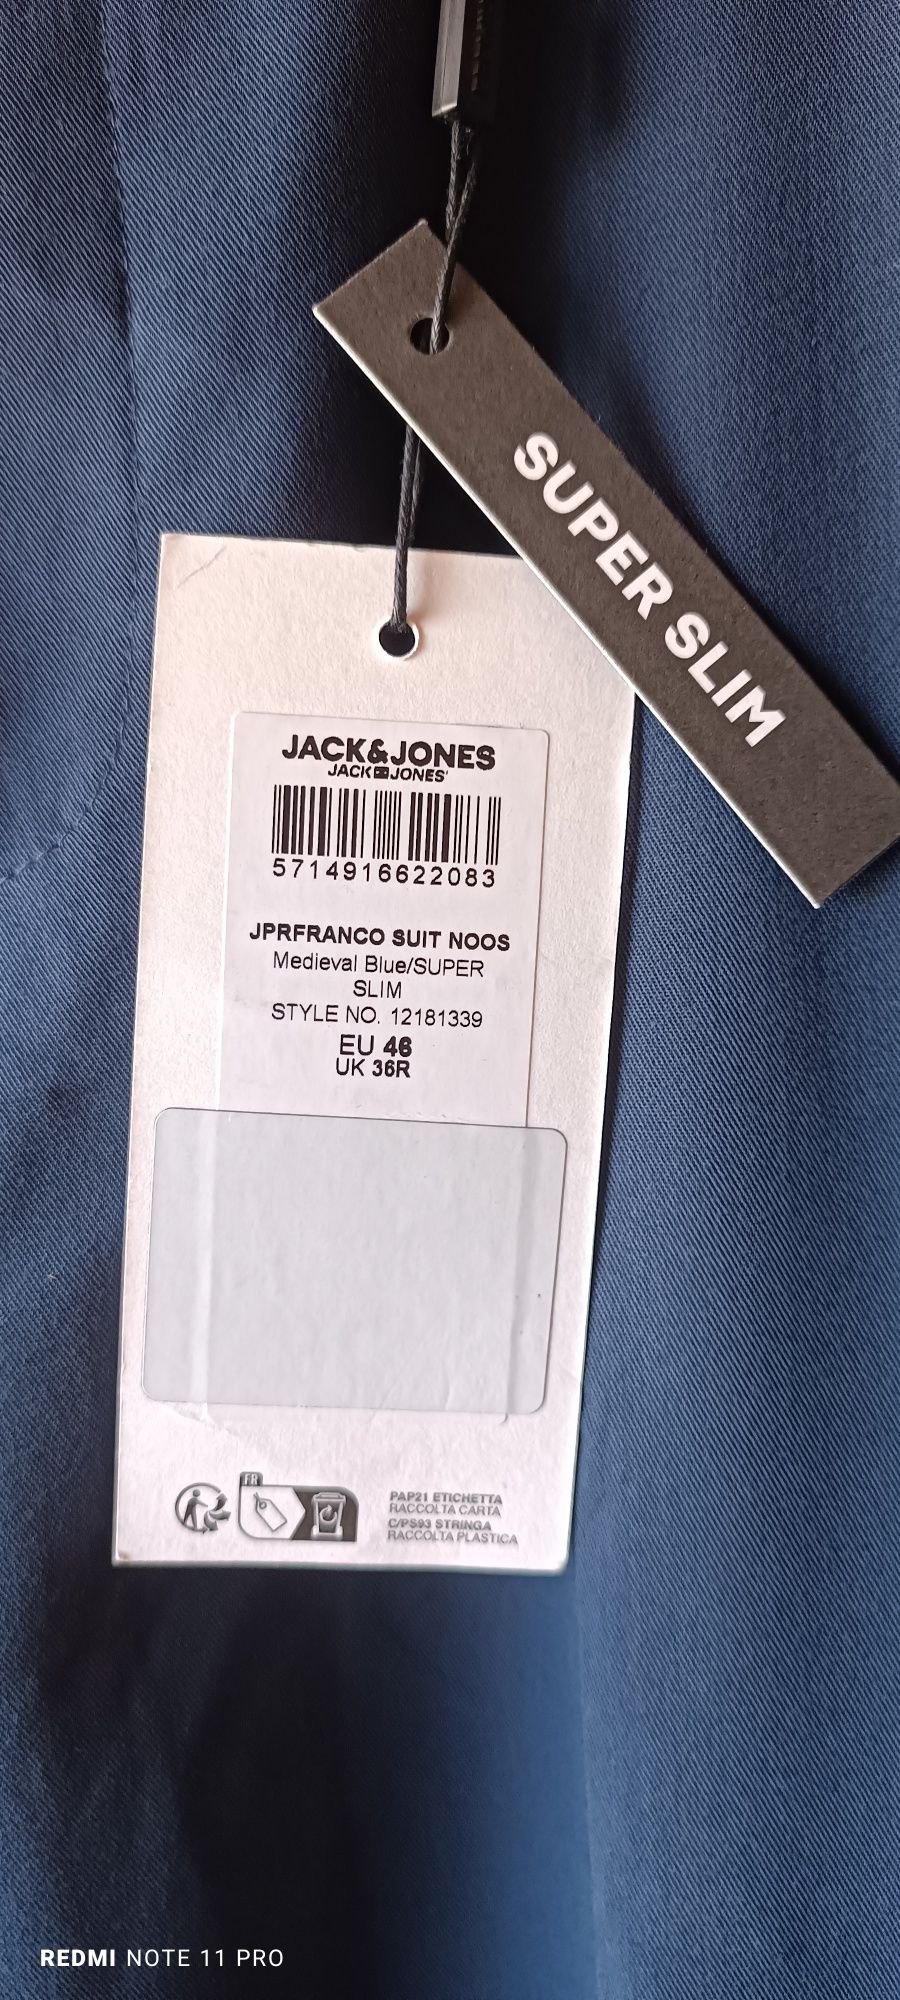 SUPER SLIM
JACK&JONES
JACK JONES
5714916622083
JPRFRANCO SUIT NOOS
Medieval Blue/SUPER
SLIM
STYLE NO. 12181339
EU 46
UK 36R
FR
PAP21 ETICHETTA
RACCOLTA CARTA
C/PS93 STRINGA
RACCOLTA PLASTICA
REDMI NOTE 11 PRO